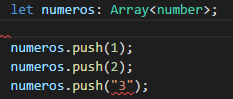 let numeros: Array<number>;
numeros.push(1);
numeros.push(2);
numeros.push("3");